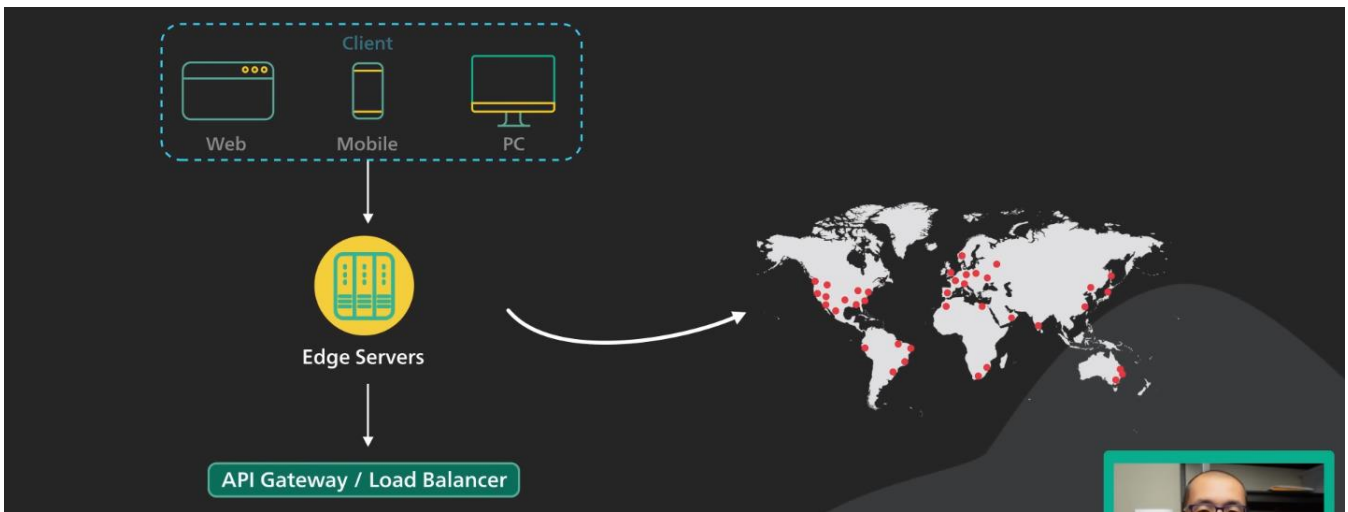 Client
Web
Mobile
PC
Edge Servers
API Gateway / Load Balancer